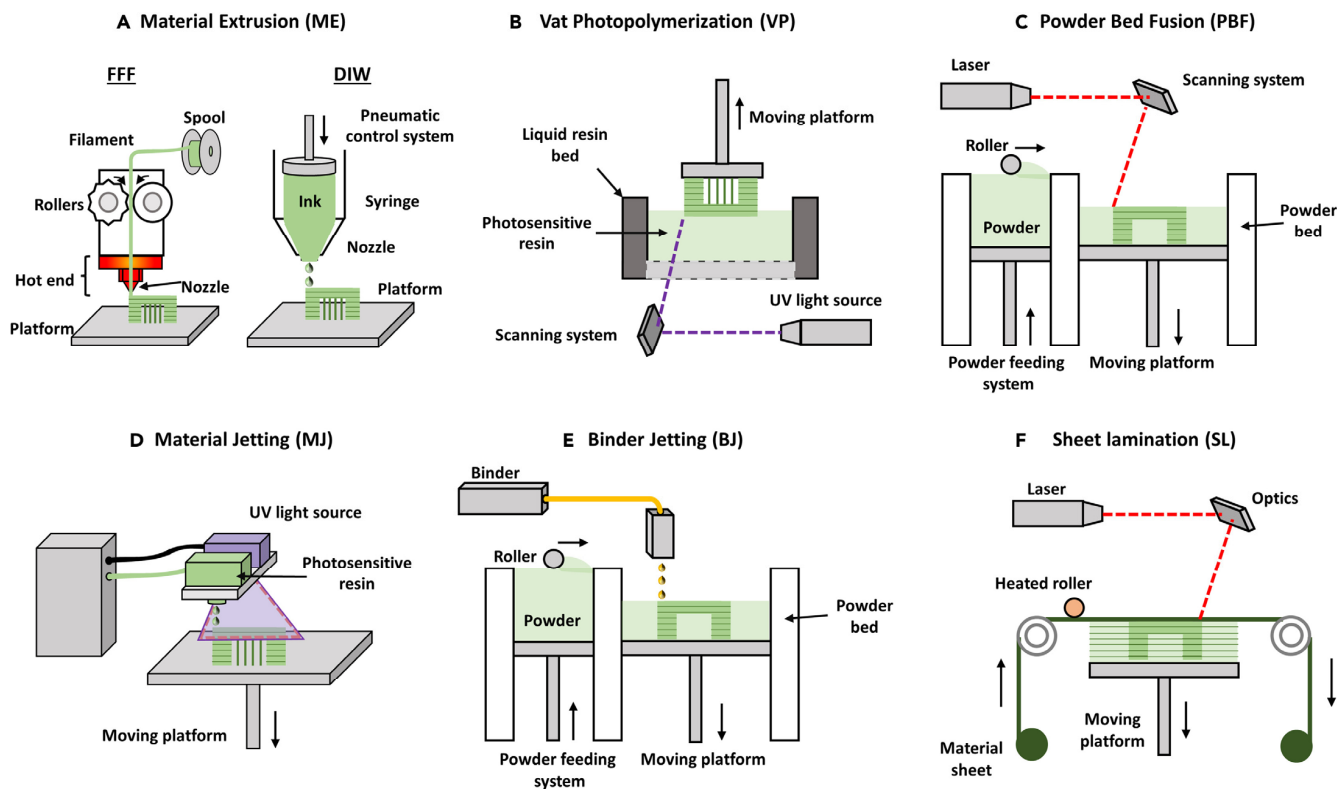 A Material Extrusion (ME)
FFF
DIW
Spool
Filament
Rollers
Hot end
Nozzle
Platform
Pneumatic
control system
Ink
Syringe
Nozzle
Platform
B Vat Photopolymerization (VP)
Moving platform
Liquid resin
bed
Photosensitive
resin
UV light source
Scanning system
C Powder Bed Fusion (PBF)
Laser
Scanning system
Roller
Powder
Powder
bed
Powder feeding
system
Moving platform
D Material Jetting (MJ)
UV light source
Photosensitive
resin
Moving platform
E Binder Jetting (BJ)
Binder
Roller
Powder
Powder
bed
Powder feeding
system
Moving platform
F Sheet lamination (SL)
Laser
Optics
Heated roller
Moving
platform
Material
sheet